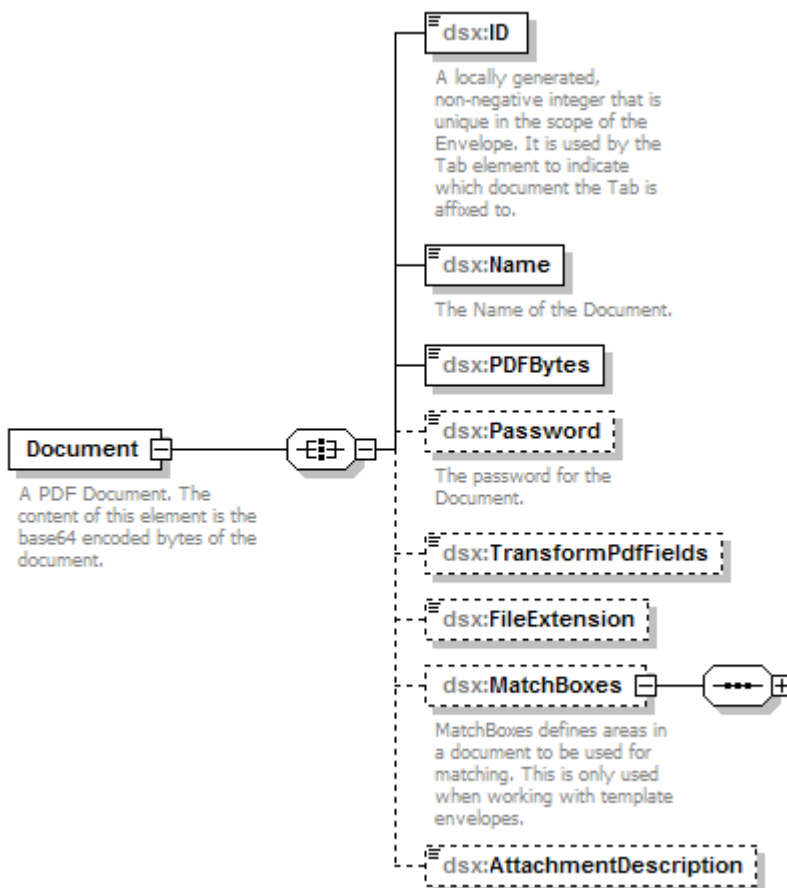 dsx:ID
A locally generated,
non-negative integer that is
unique in the scope of the
Envelope. It is used by the
Tab element to indicate
which document the Tab is
affixed to.
dsx:Name
The Name of the Document.
dsx:PDFBytes
Document
A PDF Document. The
content of this element is the
base64 encoded bytes of the
document.
dsx:Password
The password for the
Document.
dsx:TransformPdfFields
dsx:FileExtension
dsx:MatchBoxes
MatchBoxes defines areas in
a document to be used for
matching. This is only used
when working with template
envelopes.
dsx:AttachmentDescription